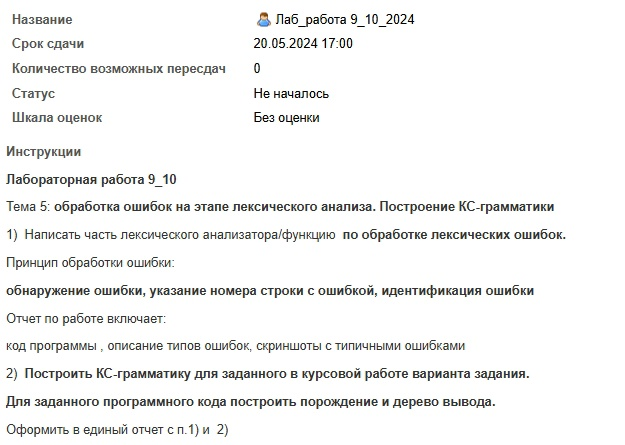 Название Лаб_работа 9_10_2024
Срок сдачи 20.05.2024 17:00
Количество возможных пересдач 0
Статус Не началось
Шкала оценок Без оценки
Инструкции
Лабораторная работа 9_10
Тема 5: обработка ошибок на этапе лексического анализа. Построение КС-грамматики
1) Написать часть лексического анализатора/функцию по обработке лексических ошибок.
Принцип обработки ошибки:
обнаружение ошибки, указание номера строки с ошибкой, идентификация ошибки
Отчет по работе включает:
код программы , описание типов ошибок, скриншоты с типичными ошибками
2) Построить КС-грамматику для заданного в курсовой работе варианта задания.
Для заданного программного кода построить порождение и дерево вывода.
Оформить в единый отчет с п.1) и 2)